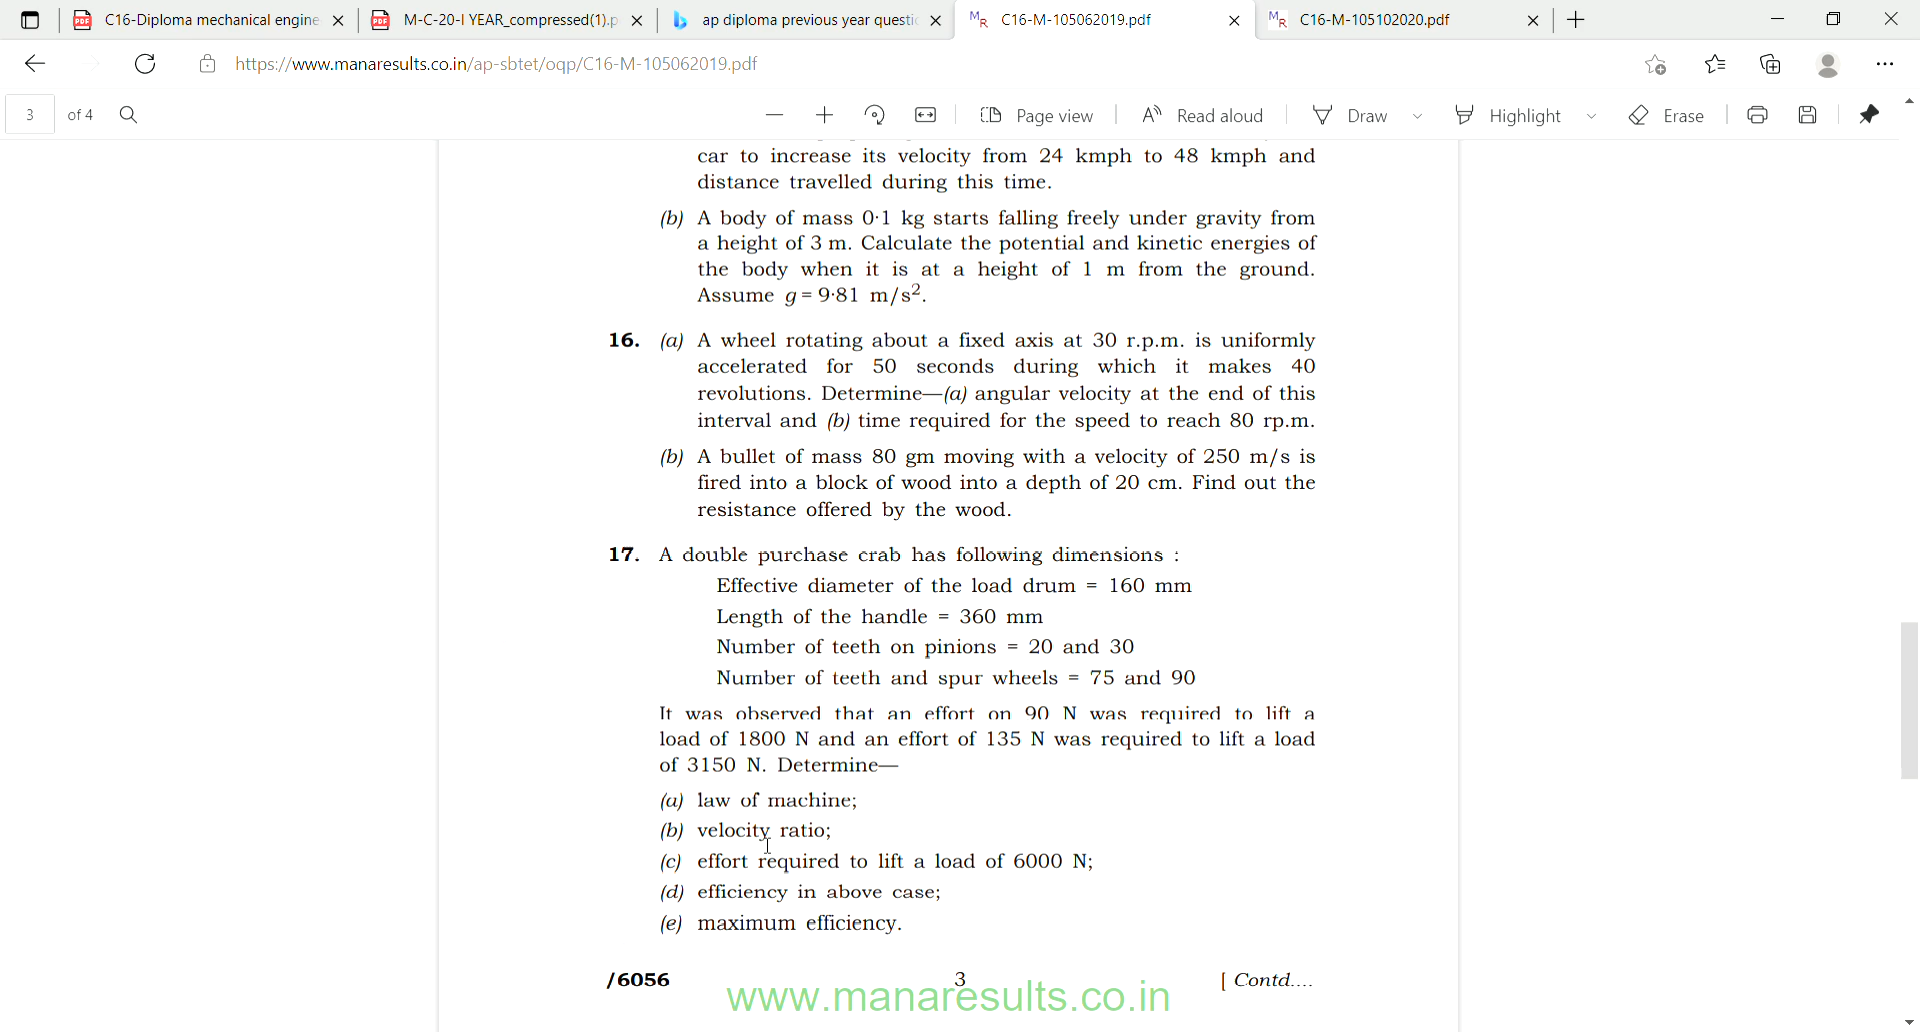 C16-Diploma mechanical engine
M-C-20-I YEAR_compressed(1).p
ap diploma previous year questic
C16-M-105062019.pdf
C16-M-105102020.pdf
https://www.manaresults.co.in/ap-sbtet/oqp/C16-M-105062019.pdf
3 of 4
Page view
Read aloud
Draw
Highlight
Erase
car to increase its velocity from 24 kmph to 48 kmph and
distance travelled during this time.
(b) A body of mass 0·1 kg starts falling freely under gravity from
a height of 3 m. Calculate the potential and kinetic energies of
the body when it is at a height of 1 m from the ground.
Assume g = 9·81 m/s².
16. (a) A wheel rotating about a fixed axis at 30 r.p.m. is uniformly
accelerated for 50 seconds during which it makes 40
revolutions. Determine—(a) angular velocity at the end of this
interval and (b) time required for the speed to reach 80 rp.m.
(b) A bullet of mass 80 gm moving with a velocity of 250 m/s is
fired into a block of wood into a depth of 20 cm. Find out the
resistance offered by the wood.
17. A double purchase crab has following dimensions :
Effective diameter of the load drum = 160 mm
Length of the handle = 360 mm
Number of teeth on pinions = 20 and 30
Number of teeth and spur wheels = 75 and 90
It was observed that an effort on 90 N was required to lift a
load of 1800 N and an effort of 135 N was required to lift a load
of 3150 N. Determine—
(a) law of machine;
(b) velocity ratio;
(c) effort required to lift a load of 6000 N;
(d) efficiency in above case;
(e) maximum efficiency.
/6056 3 [ Contd....
www.manaresults.co.in